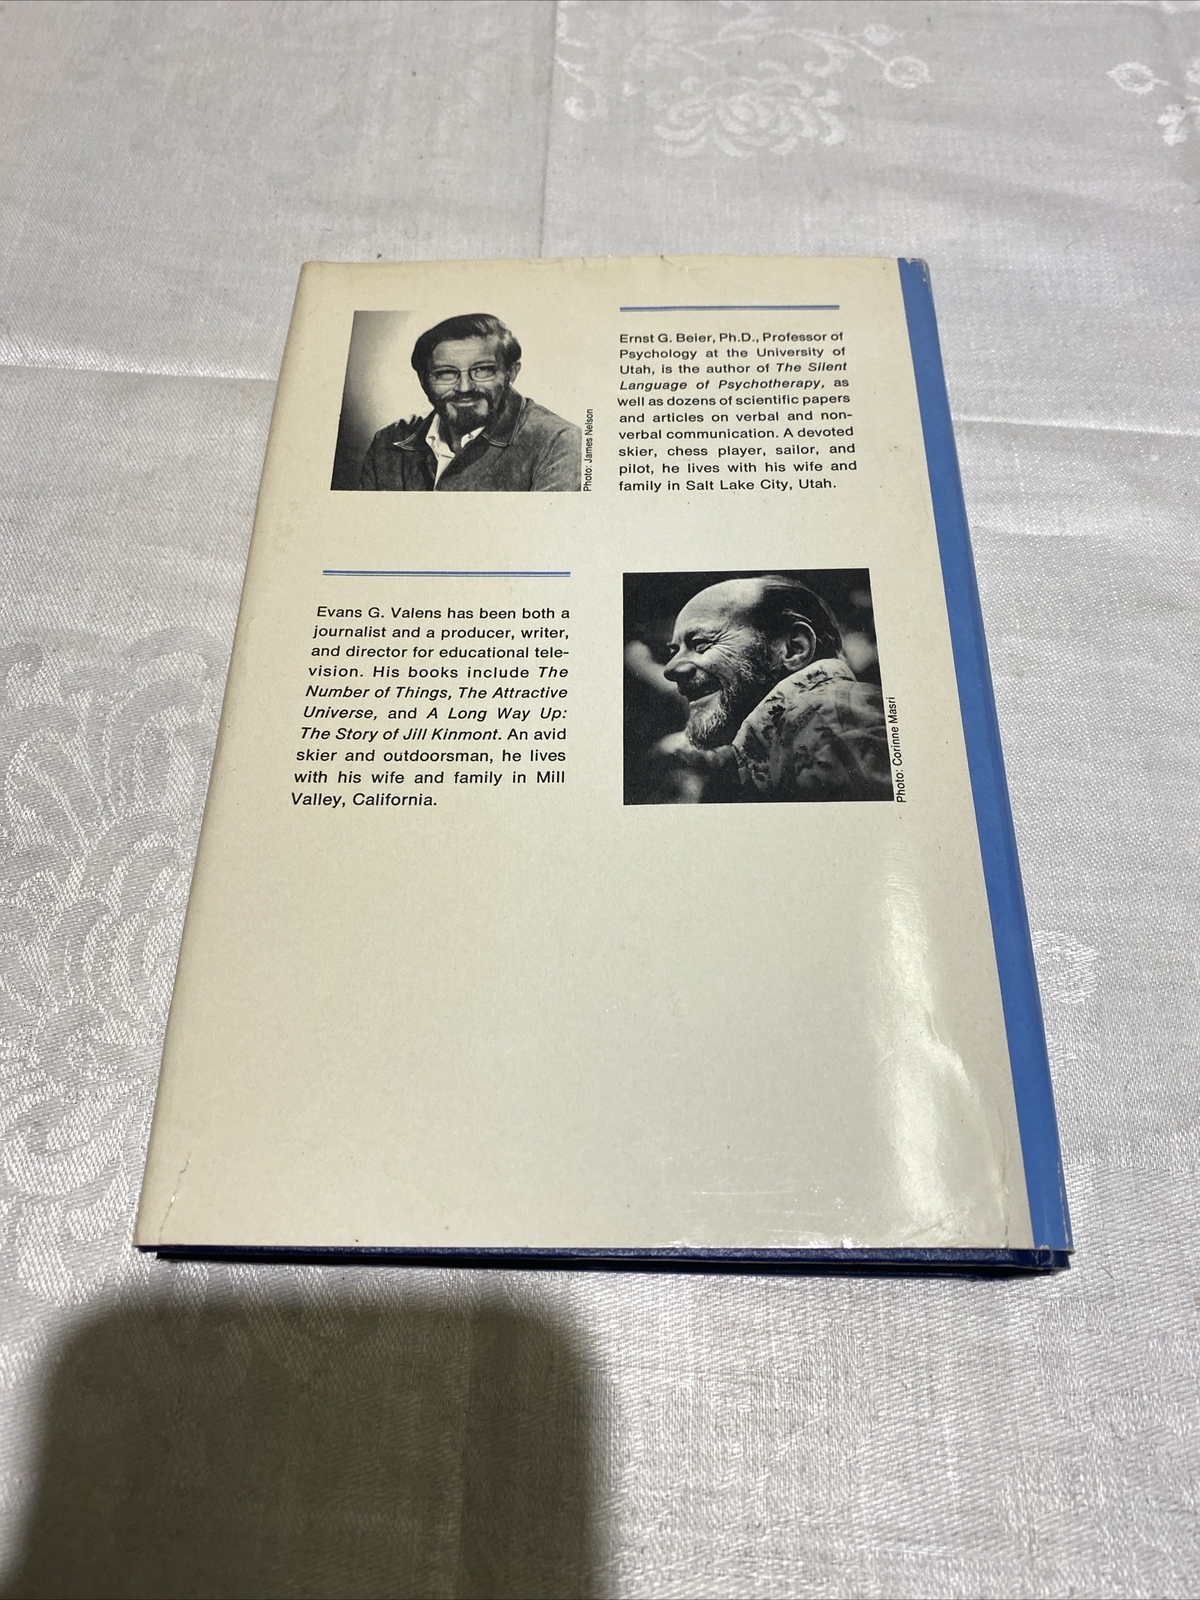 Ernst G. Beier, Ph.D., Professor of
Psychology at the University of
Utah, is the author of The Silent
Language of Psychotherapy, as
well as dozens of scientific papers
and articles on verbal and non-
verbal communication. A devoted
skier, chess player, sailor, and
pilot, he lives with his wife and
family in Salt Lake City, Utah.
Photo: James Nelson
Evans G. Valens has been both a
journalist and a producer, writer,
and director for educational tele-
vision. His books include The
Number of Things, The Attractive
Universe, and A Long Way Up:
The Story of Jill Kinmont. An avid
skier and outdoorsman, he lives
with his wife and family in Mill
Valley, California.
Photo: Corinne Masri